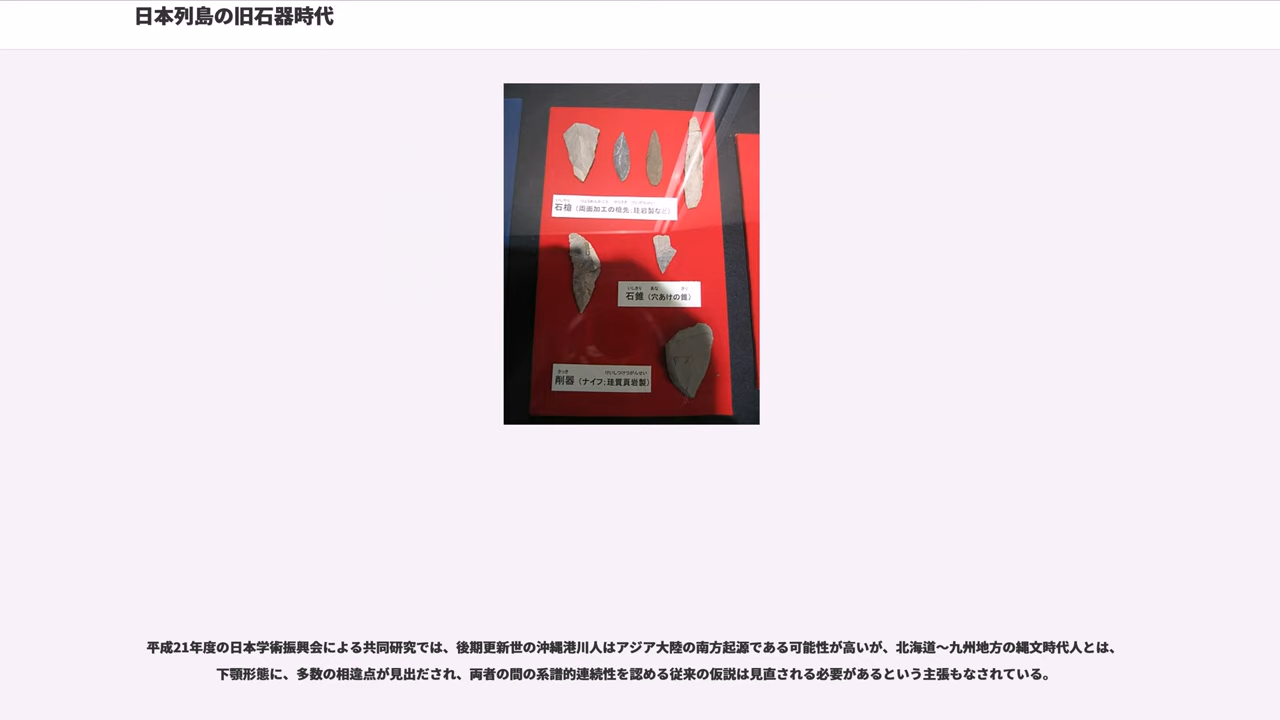 日本列島の旧石器時代
石槍（両面加工の槍先；珪岩製など）
石錐（穴あけの錐）
削器（ナイフ；珪質頁岩製）
平成21年度の日本学術振興会による共同研究では、後期更新世の沖縄港川人はアジア大陸の南方起源である可能性が高いが、北海道～九州地方の縄文時代人とは、
下顎形態に、多数の相違点が見出だされ、両者の間の系譜的連続性を認める従来の仮説は見直される必要があるという主張もなされている。